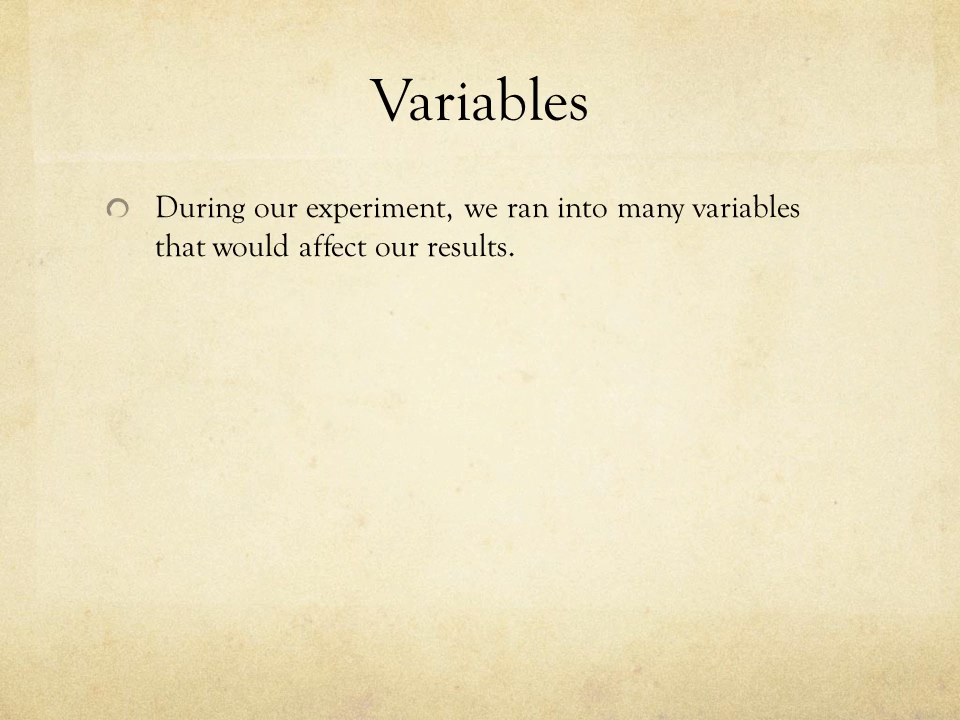 Variables
During our experiment, we ran into many variables
that would affect our results.